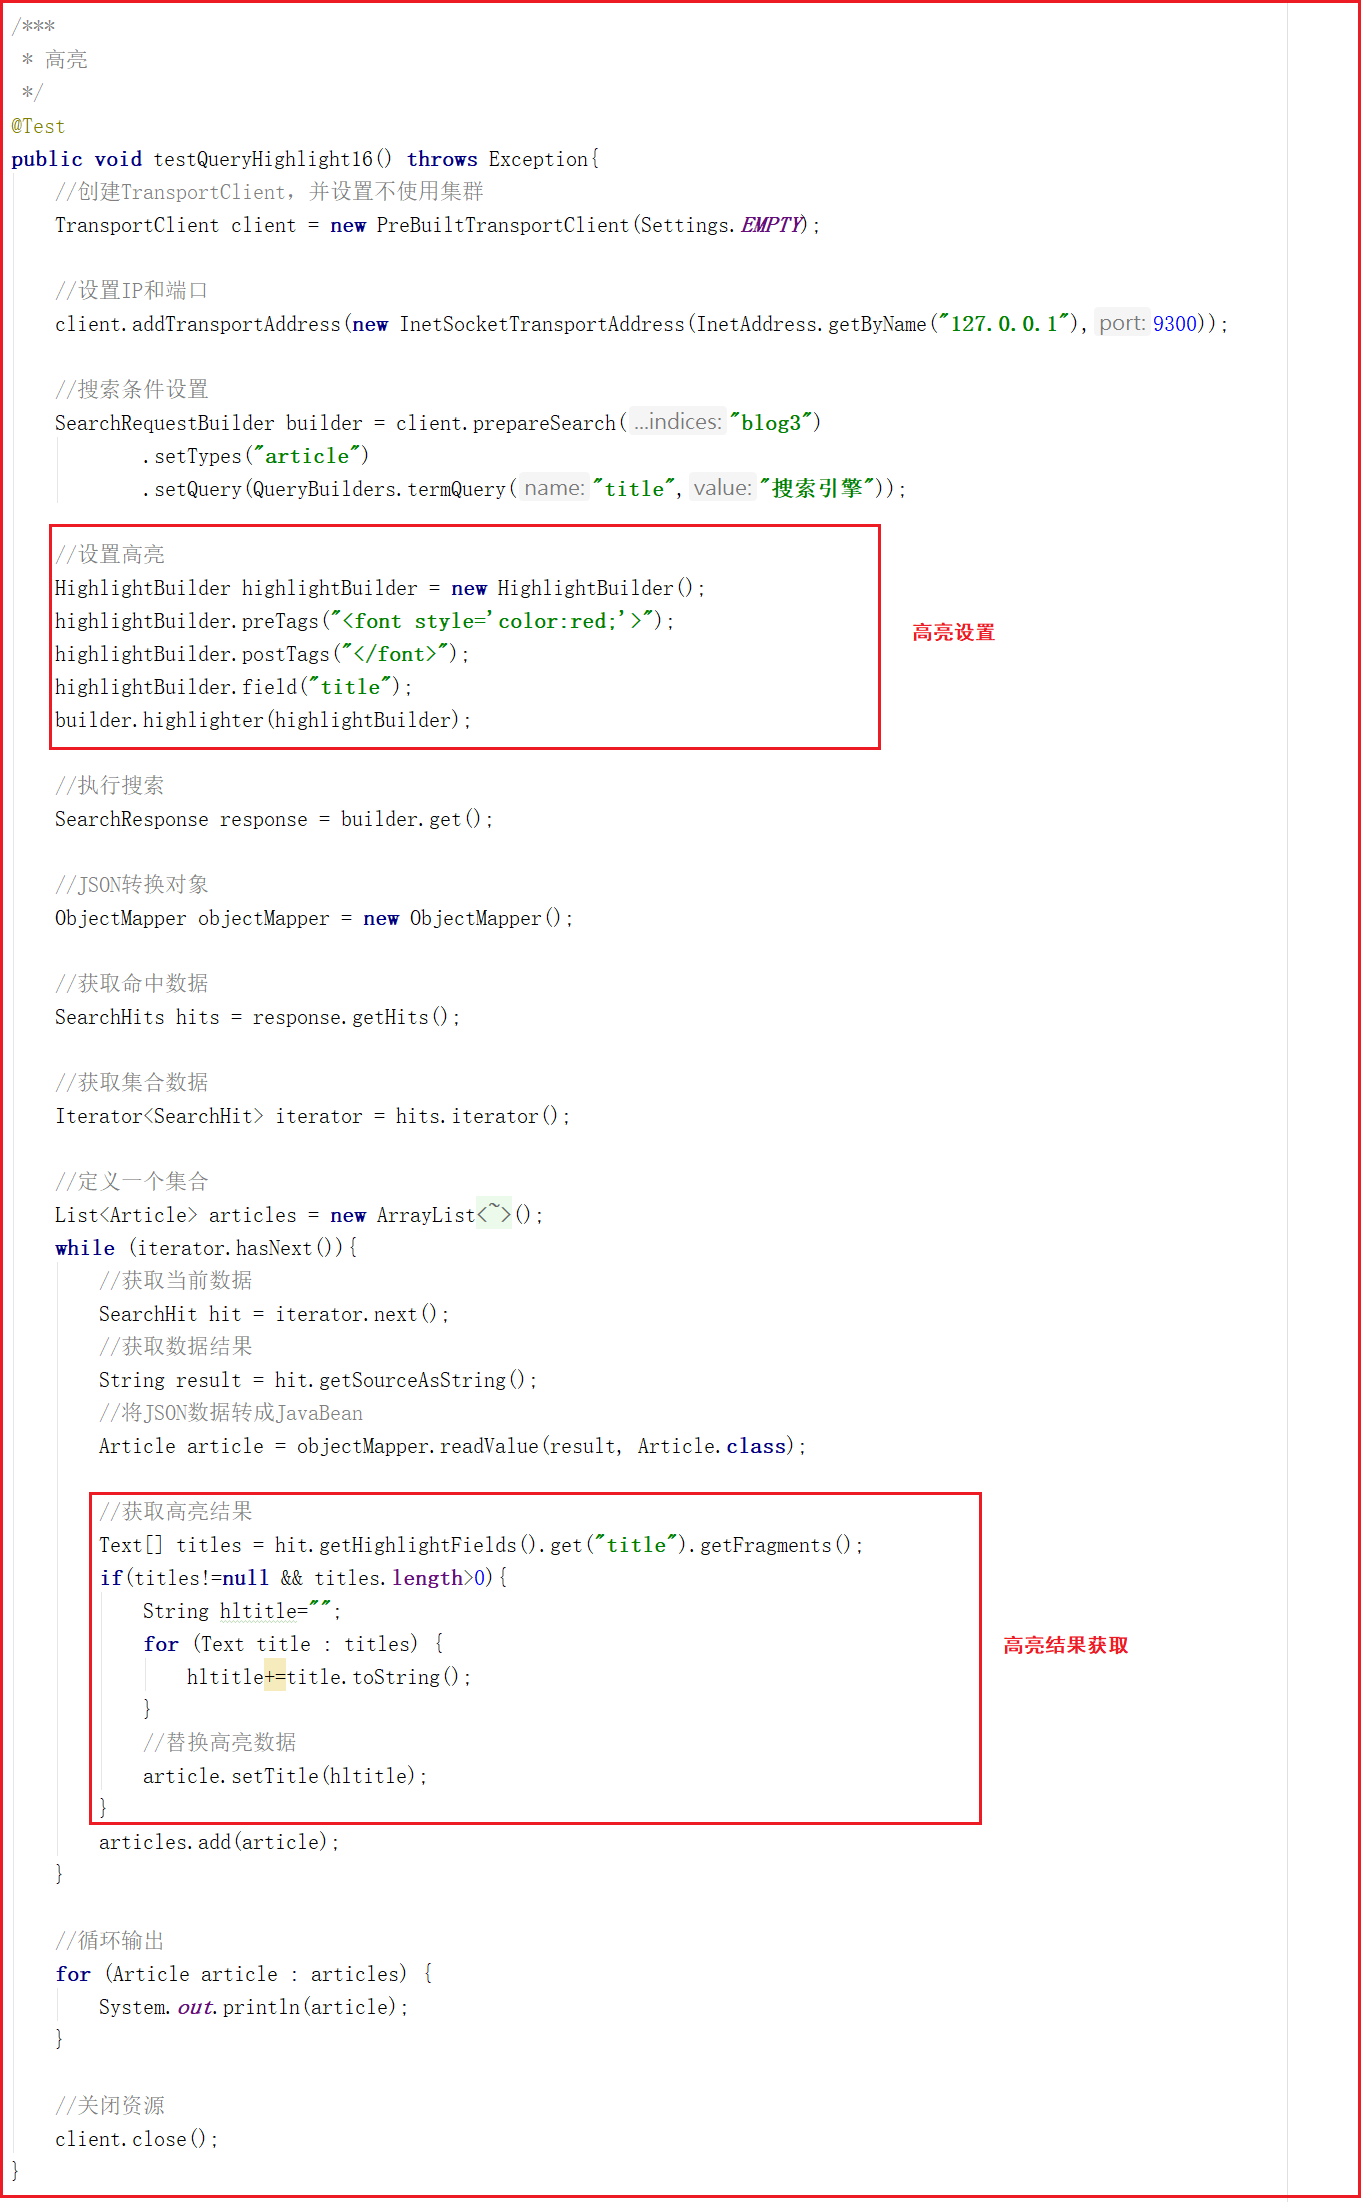 /***
 * 高亮
 */
@Test
public void testQueryHighlight16() throws Exception{
    //创建TransportClient，并设置不使用集群
    TransportClient client = new PreBuiltTransportClient(Settings.EMPTY);
    //设置IP和端口
    client.addTransportAddress(new InetSocketTransportAddress(InetAddress.getByName("127.0.0.1"), port: 9300));
    //搜索条件设置
    SearchRequestBuilder builder = client.prepareSearch( ...indices: "blog3")
            .setTypes("article")
            .setQuery(QueryBuilders.termQuery( name: "title", value: "搜索引擎"));
    //设置高亮
    HighlightBuilder highlightBuilder = new HighlightBuilder();
    highlightBuilder.preTags("<font style='color:red;'>");
    高亮设置
    highlightBuilder.postTags("</font>");
    highlightBuilder.field("title");
    builder.highlighter(highlightBuilder);
    //执行搜索
    SearchResponse response = builder.get();
    //JSON转换对象
    ObjectMapper objectMapper = new ObjectMapper();
    //获取命中数据
    SearchHits hits = response.getHits();
    //获取集合数据
    Iterator<SearchHit> iterator = hits.iterator();
    //定义一个集合
    List<Article> articles = new ArrayList<~>();
    while (iterator.hasNext()){
        //获取当前数据
        SearchHit hit = iterator.next();
        //获取数据结果
        String result = hit.getSourceAsString();
        //将JSON数据转成JavaBean
        Article article = objectMapper.readValue(result, Article.class);
        //获取高亮结果
        Text[] titles = hit.getHighlightFields().get("title").getFragments();
        if(titles!=null && titles.length>0){
            String hltitle="";
            for (Text title : titles) {
            高亮结果获取
                hltitle+=title.toString();
            }
            //替换高亮数据
            article.setTitle(hltitle);
        }
        articles.add(article);
    }
    //循环输出
    for (Article article : articles) {
        System.out.println(article);
    }
    //关闭资源
    client.close();
}